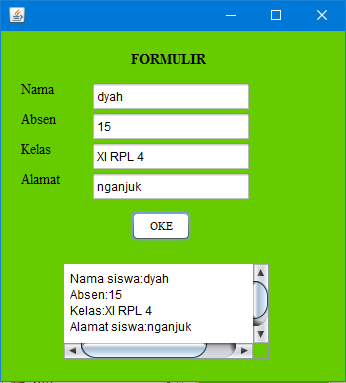 FORMULIR
Nama dyah
Absen 15
Kelas XI RPL 4
Alamat nganjuk
OKE
Nama siswa:dyah
Absen:15
Kelas:XI RPL 4
Alamat siswa:nganjuk